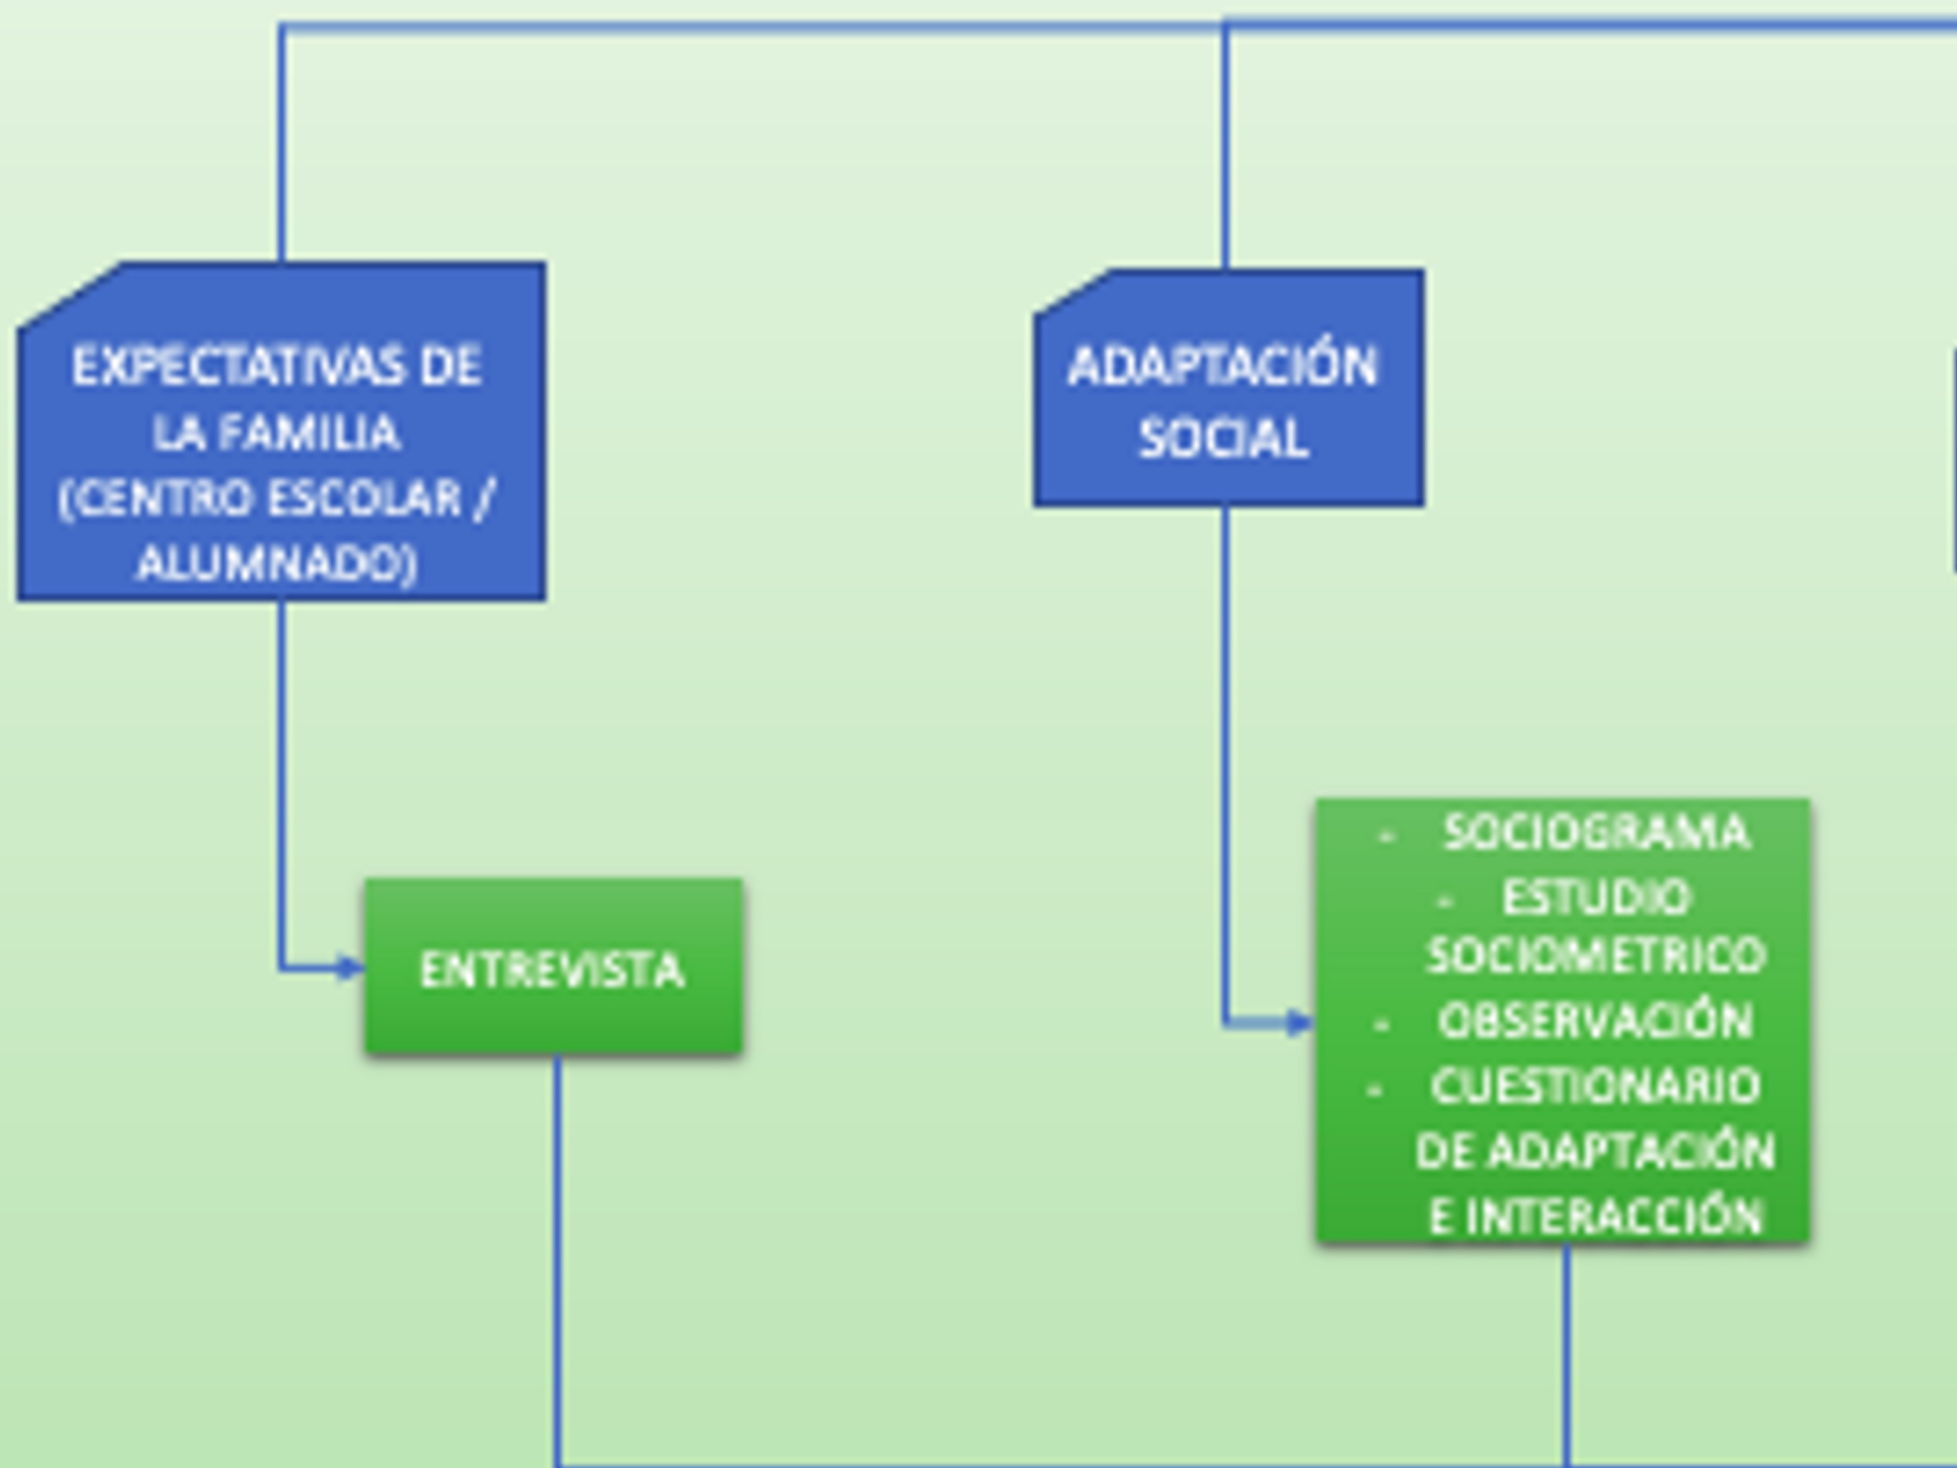 EXPECTATIVAS DE
LA FAMILIA
(CENTRO ESCOLAR /
ALUMNADO)
ADAPTACIÓN
SOCIAL
ENTREVISTA
- SOCIOGRAMA
- ESTUDIO
SOCIOMETRICO
- OBSERVACIÓN
- CUESTIONARIO
DE ADAPTACIÓN
E INTERACCIÓN